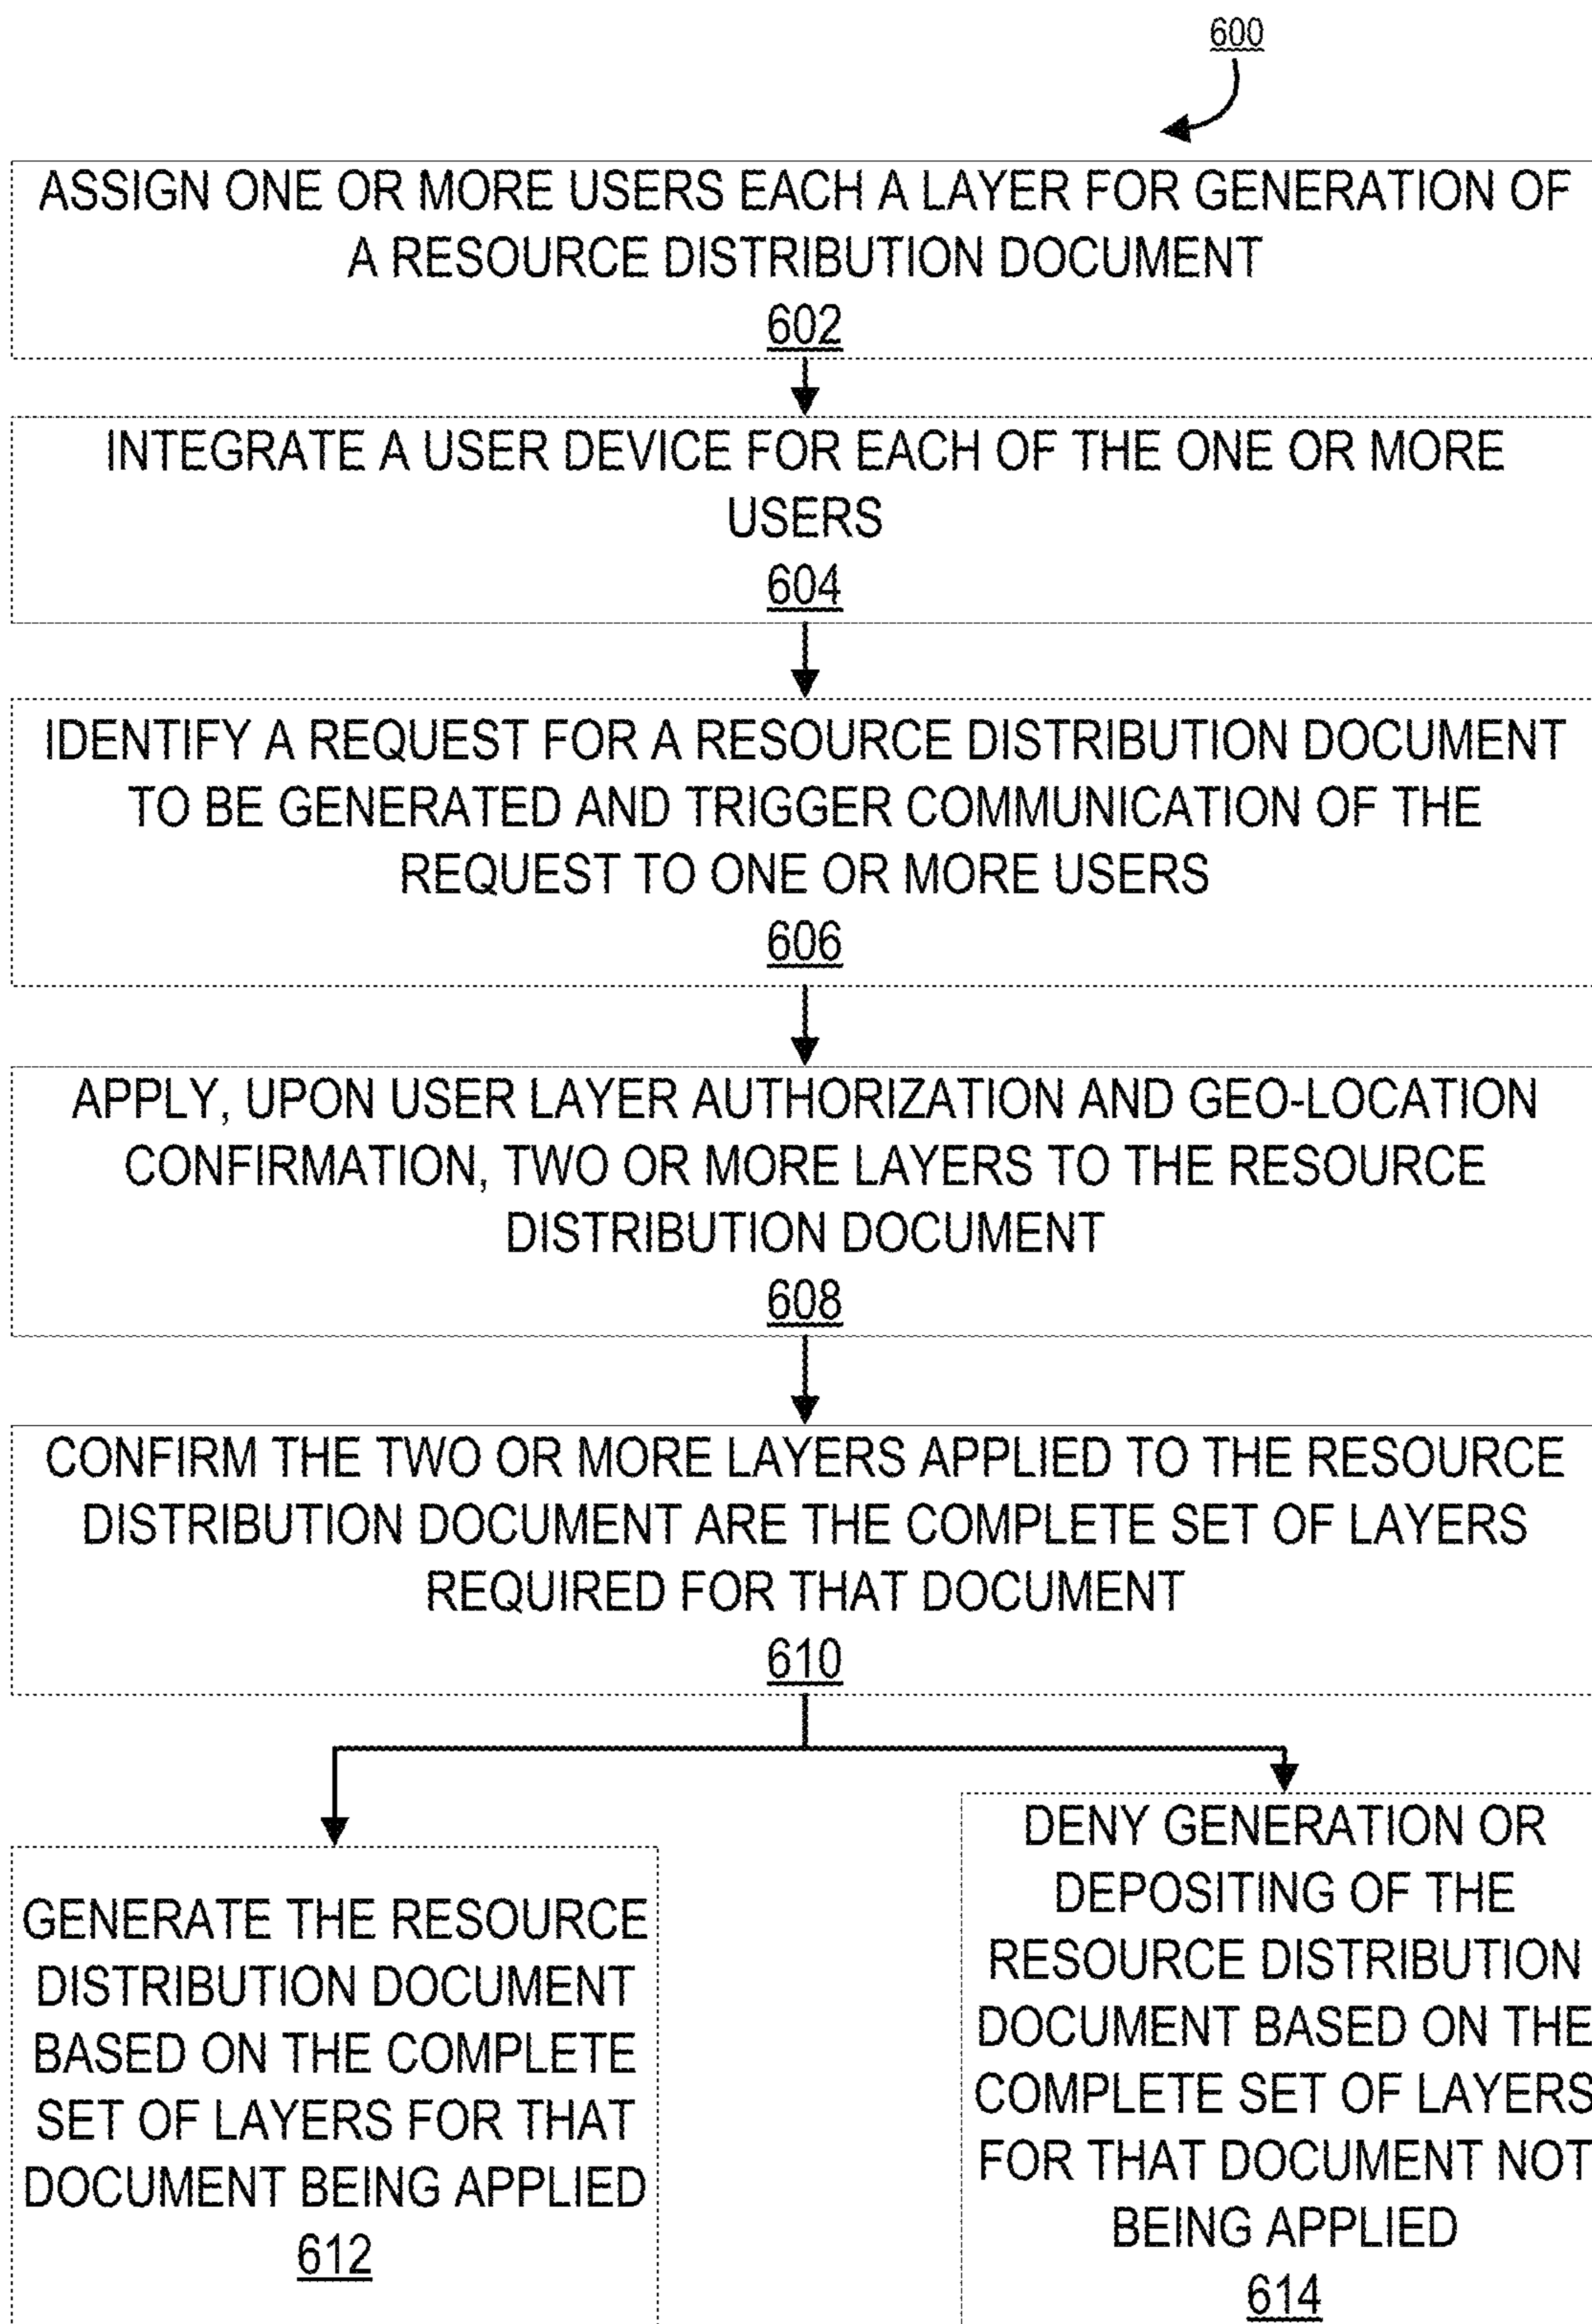 600
ASSIGN ONE OR MORE USERS EACH A LAYER FOR GENERATION OF
A RESOURCE DISTRIBUTION DOCUMENT
602
INTEGRATE A USER DEVICE FOR EACH OF THE ONE OR MORE
USERS
604
IDENTIFY A REQUEST FOR A RESOURCE DISTRIBUTION DOCUMENT
TO BE GENERATED AND TRIGGER COMMUNICATION OF THE
REQUEST TO ONE OR MORE USERS
606
APPLY, UPON USER LAYER AUTHORIZATION AND GEO-LOCATION
CONFIRMATION, TWO OR MORE LAYERS TO THE RESOURCE
DISTRIBUTION DOCUMENT
608
CONFIRM THE TWO OR MORE LAYERS APPLIED TO THE RESOURCE
DISTRIBUTION DOCUMENT ARE THE COMPLETE SET OF LAYERS
REQUIRED FOR THAT DOCUMENT
610
GENERATE THE RESOURCE
DISTRIBUTION DOCUMENT
BASED ON THE COMPLETE
SET OF LAYERS FOR THAT
DOCUMENT BEING APPLIED
612
DENY GENERATION OR
DEPOSITING OF THE
RESOURCE DISTRIBUTION
DOCUMENT BASED ON THE
COMPLETE SET OF LAYERS
FOR THAT DOCUMENT NOT
BEING APPLIED
614